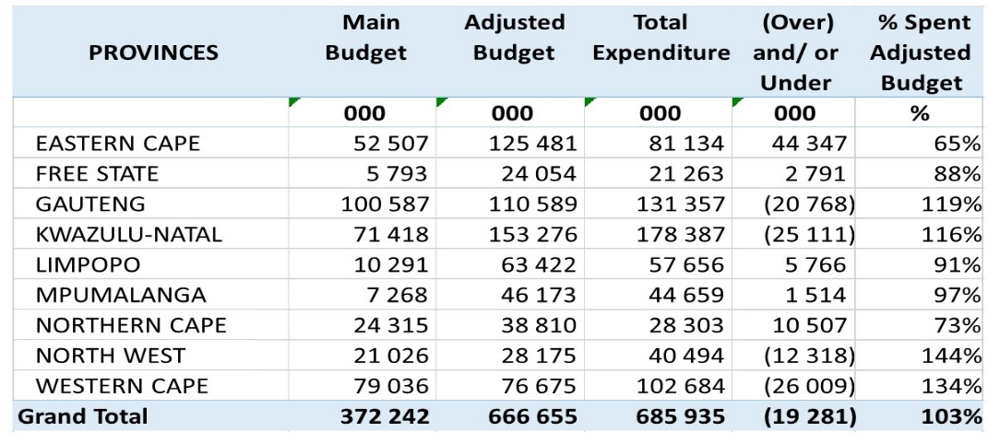 PROVINCES Main Budget Adjusted Budget Total Expenditure (Over) and/ or Under % Spent Adjusted Budget
000 000 000 000 %
EASTERN CAPE 52 507 125 481 81 134 44 347 65%
FREE STATE 5 793 24 054 21 263 2 791 88%
GAUTENG 100 587 110 589 131 357 (20 768) 119%
KWAZULU-NATAL 71 418 153 276 178 387 (25 111) 116%
LIMPOPO 10 291 63 422 57 656 5 766 91%
MPUMALANGA 7 268 46 173 44 659 1 514 97%
NORTHERN CAPE 24 315 38 810 28 303 10 507 73%
NORTH WEST 21 026 28 175 40 494 (12 318) 144%
WESTERN CAPE 79 036 76 675 102 684 (26 009) 134%
Grand Total 372 242 666 655 685 935 (19 281) 103%